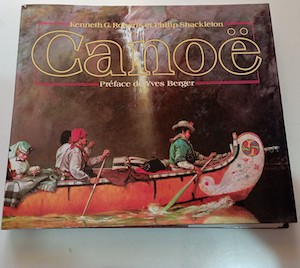 Kenneth G. Roberts et Philip Shackleton
Canoë
Préface de Yves Berger